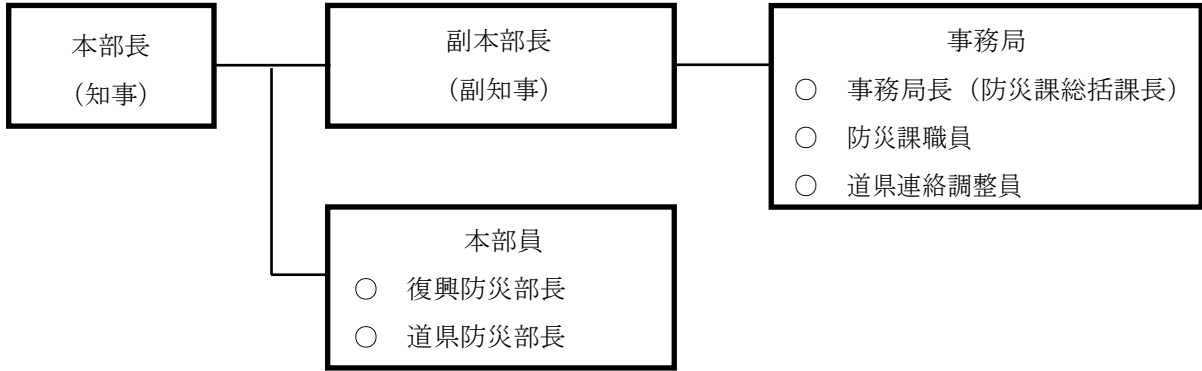 本部長
（知事）
副本部長
（副知事）
事務局
○ 事務局長（防災課総括課長）
○ 防災課職員
○ 道県連絡調整員
本部員
○ 復興防災部長
○ 道県防災部長